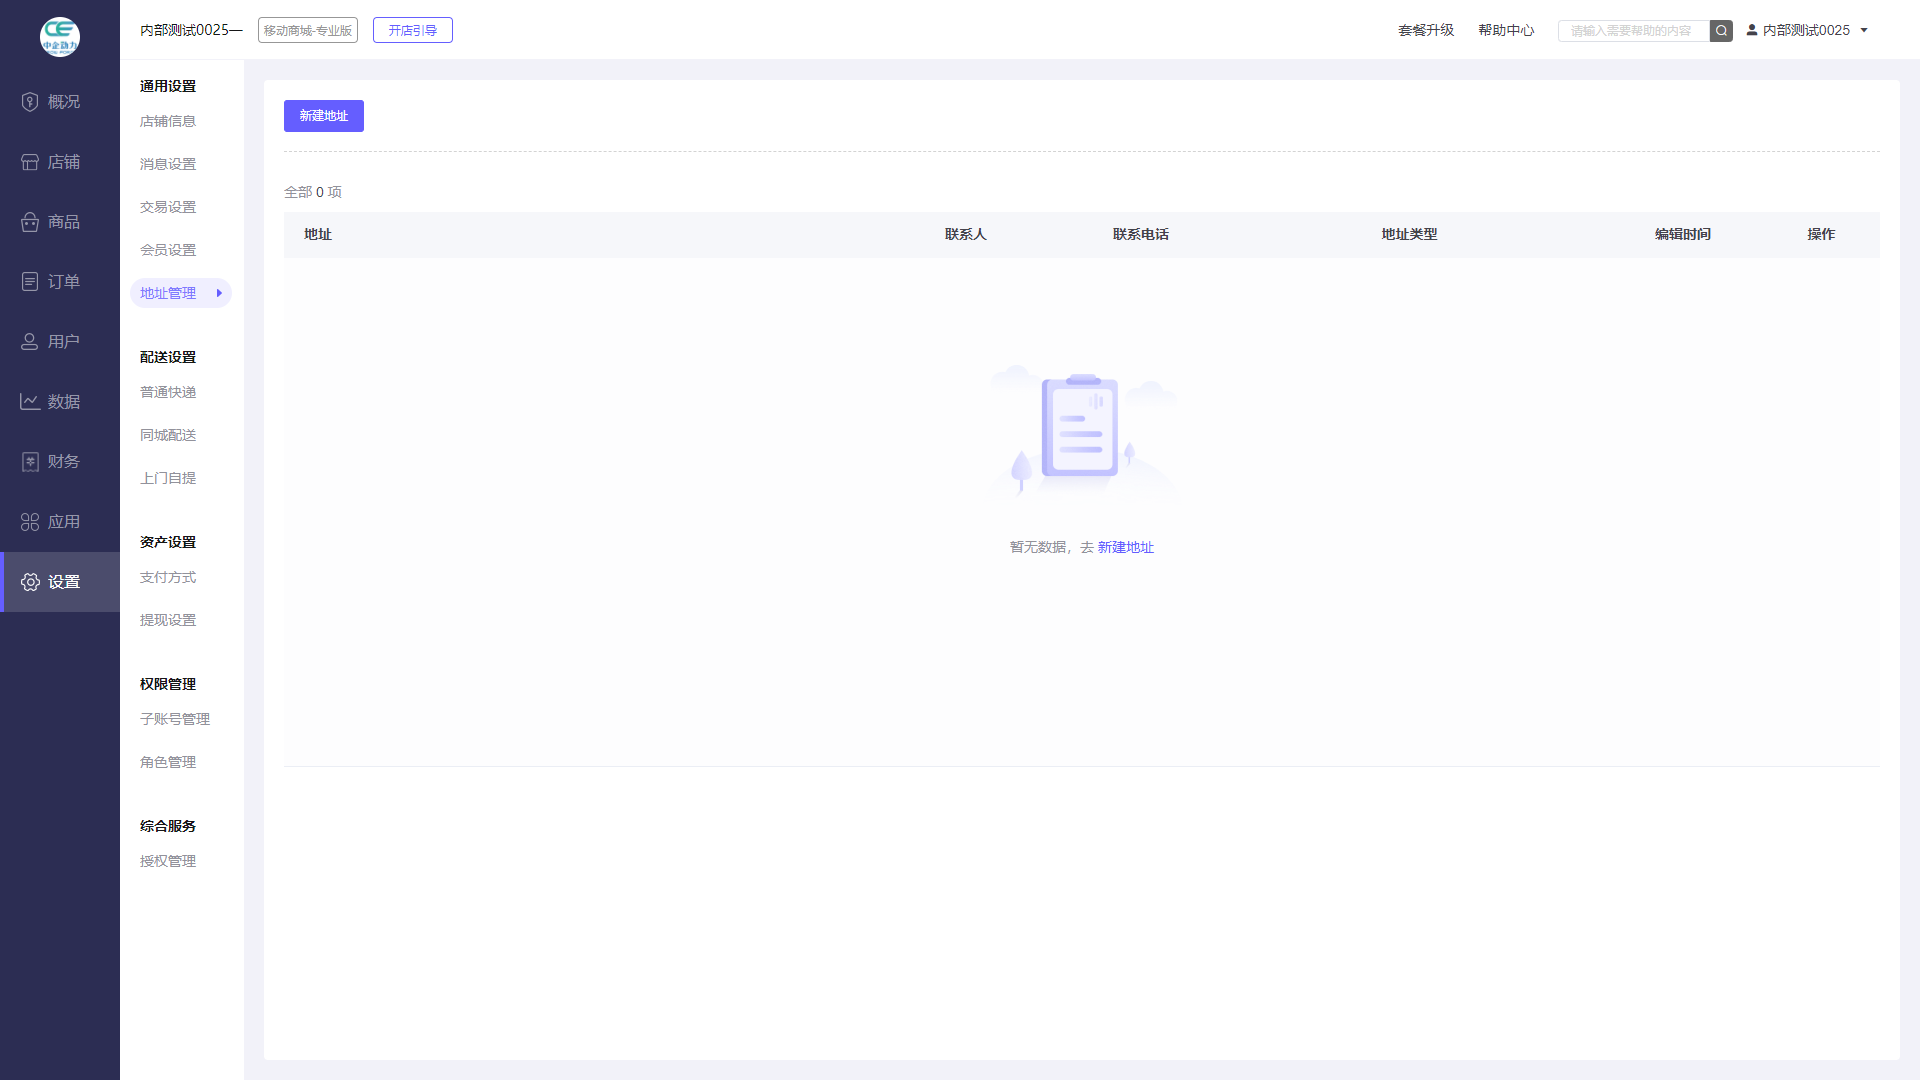 中企动力
概况
店铺
商品
订单
用户
数据
财务
应用
设置
内部测试0025—
移动商城-专业版
开店引导
套餐升级
帮助中心
请输入需要帮助的内容
内部测试0025
通用设置
店铺信息
消息设置
交易设置
会员设置
地址管理
配送设置
普通快递
同城配送
上门自提
资产设置
支付方式
提现设置
权限管理
子账号管理
角色管理
综合服务
授权管理
新建地址
全部 0 项
地址 联系人 联系电话 地址类型 编辑时间 操作
暂无数据，去 新建地址